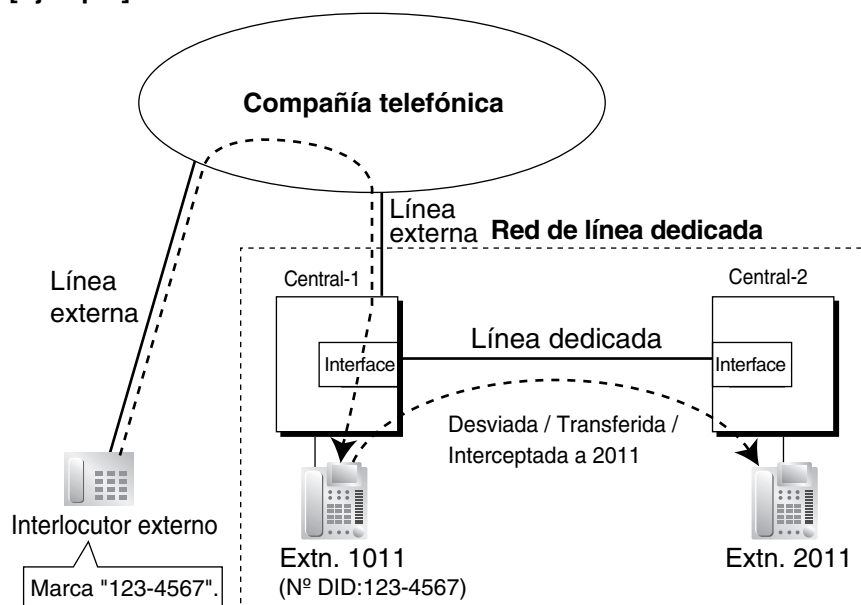 Compañía telefónica
Línea
externa
Red de línea dedicada
Línea
externa
Central-1
Central-2
Interface
Línea dedicada
Interface
Desviada / Transferida /
Interceptada a 2011
Interlocutor externo
Marca "123-4567".
Extn. 1011
(Nº DID:123-4567)
Extn. 2011